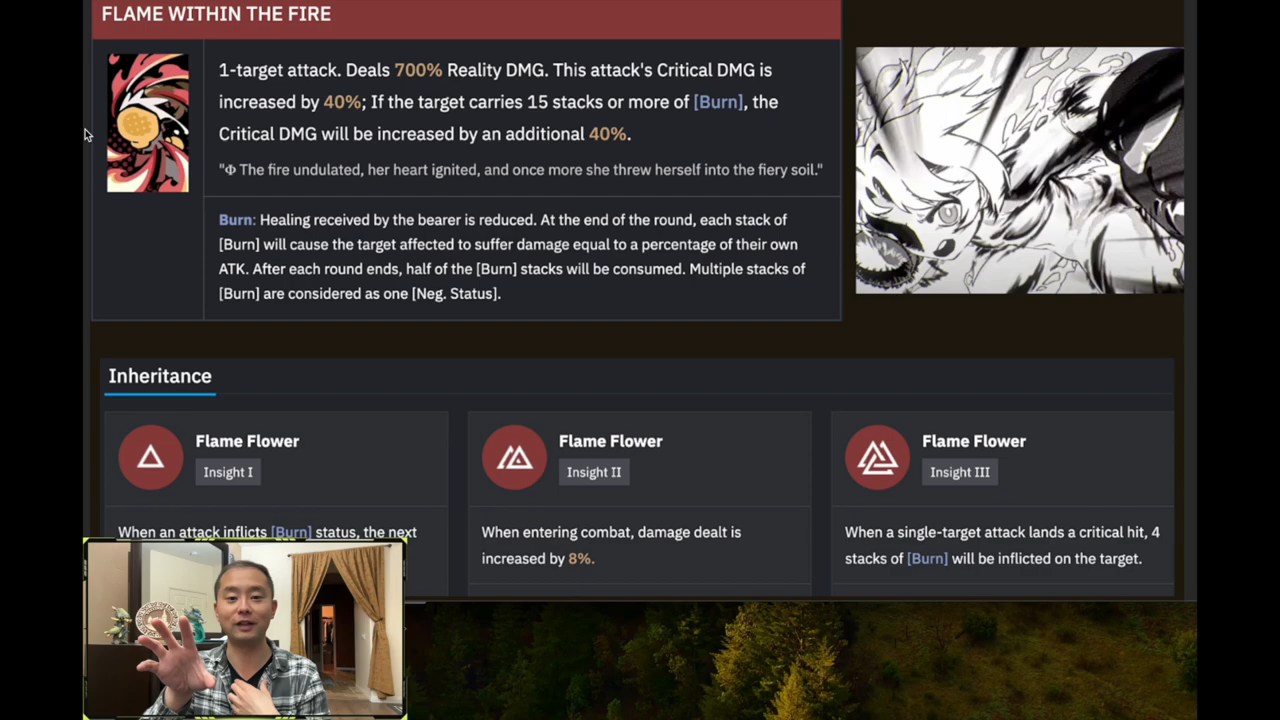 FLAME WITHIN THE FIRE
1-target attack. Deals 700% Reality DMG. This attack's Critical DMG is
increased by 40%; If the target carries 15 stacks or more of [Burn], the
Critical DMG will be increased by an additional 40%.
"Φ The fire undulated, her heart ignited, and once more she threw herself into the fiery soil."
Burn: Healing received by the bearer is reduced. At the end of the round, each stack of
[Burn] will cause the target affected to suffer damage equal to a percentage of their own
ATK. After each round ends, half of the [Burn] stacks will be consumed. Multiple stacks of
[Burn] are considered as one [Neg. Status].
Inheritance
Flame Flower
Insight I
When an attack inflicts [Burn] status, the next
Flame Flower
Insight II
When entering combat, damage dealt is
increased by 8%.
Flame Flower
Insight III
When a single-target attack lands a critical hit, 4
stacks of [Burn] will be inflicted on the target.